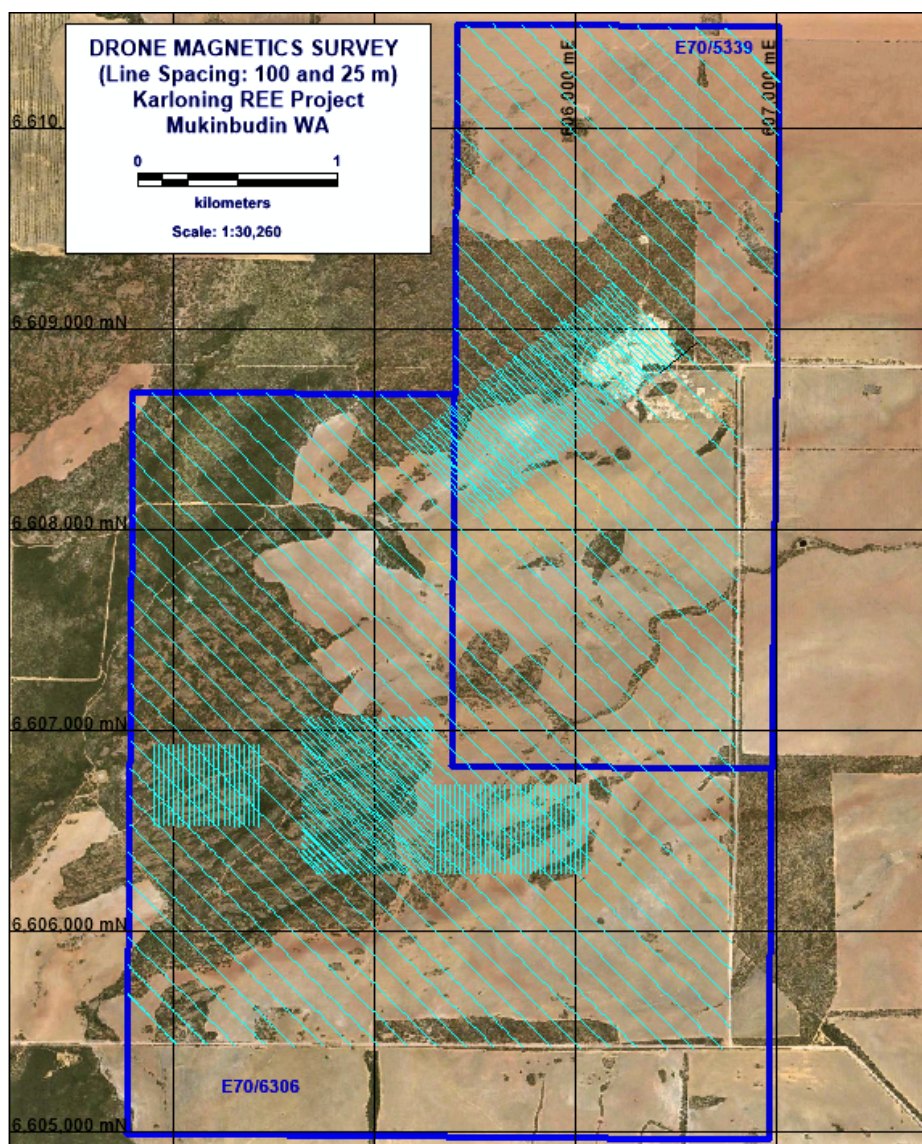 DRONE MAGNETICS SURVEY
(Line Spacing: 100 and 25 m)
Karloning REE Project
Mukinbudin WA
0 1
kilometers
Scale: 1:30,260
E70/5339
606,000 mE
607,000 mE
6,610,
6,609,000 mN
6,608,000 mN
6,607,000 mN
6,606,000 mN
E70/6306
6,605,000 mN